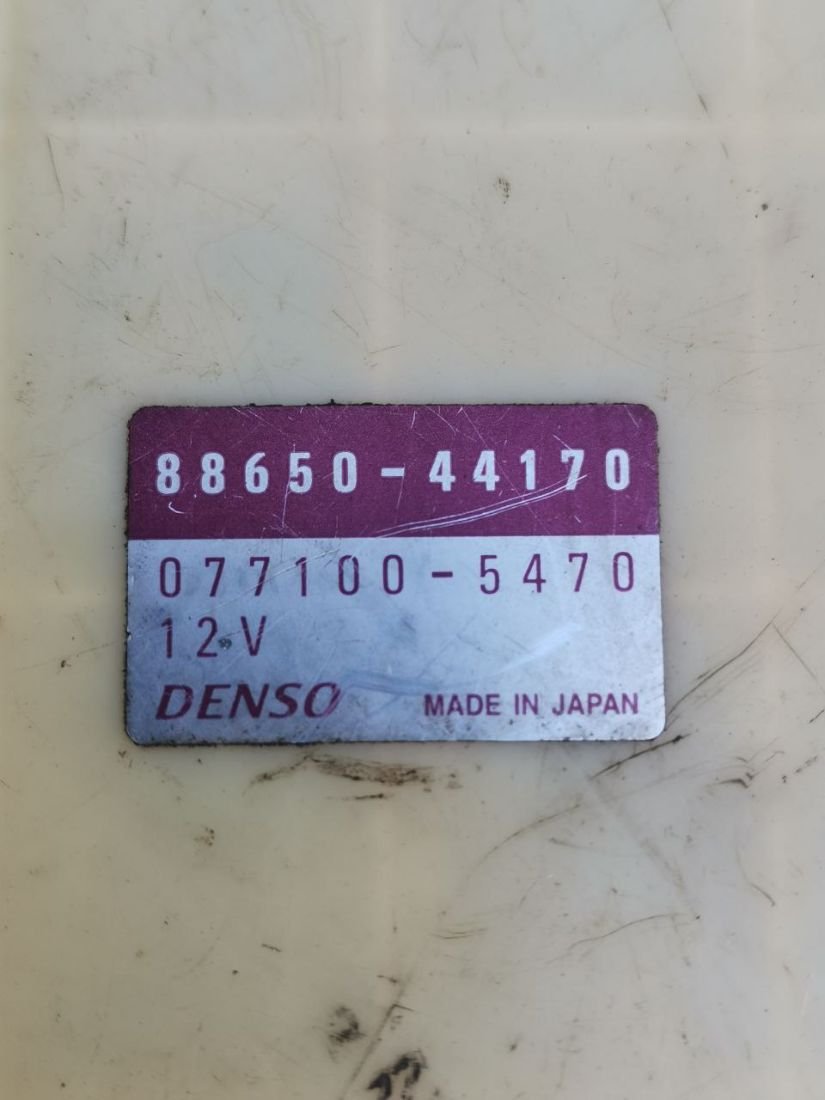 88650-44170
077100-5470
12V
DENSO MADE IN JAPAN